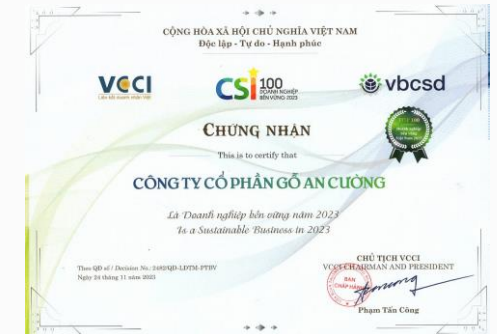 CỘNG HÒA XÃ HỘI CHỦ NGHĨA VIỆT NAM
Độc lập - Tự do - Hạnh phúc
VCCI
CSI 100
DOANH NGHIỆP
BỀN VỮNG 2023
vbcsd
CHỨNG NHẬN
This is to certify that
CÔNG TY CỔ PHẦN GỖ AN CƯỜNG
Là Doanh nghiệp bền vững năm 2023
Is a Sustainable Business in 2023
Theo QĐ số / Decision No.: 2482/QĐ-LĐTM-PTBV
Ngày 24 tháng 11 năm 2023
CHỦ TỊCH VCCI
VCCI CHAIRMAN AND PRESIDENT
BAN
CHẤP HÀNH
Phạm Tấn Công